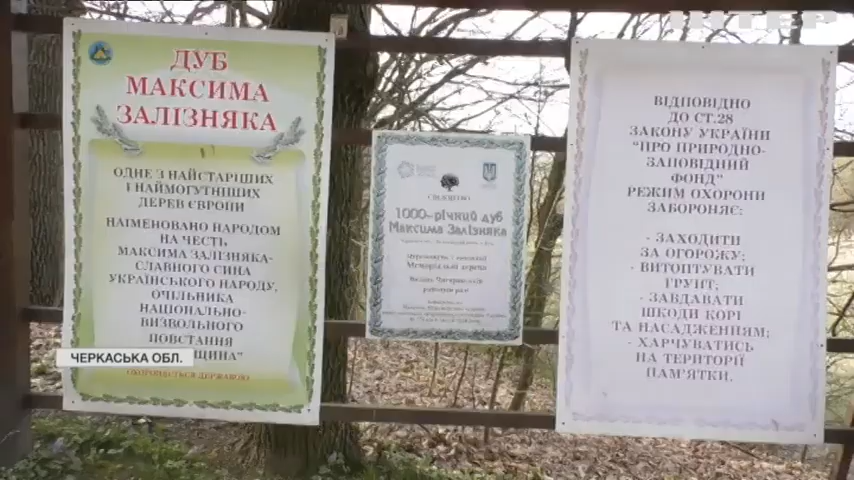 ІНТЕР
ДУБ
МАКСИМА
ЗАЛІЗНЯКА
ОДНЕ З НАЙСТАРІШИХ
І НАЙМОГУТНІШИХ
ДЕРЕВ ЄВРОПИ
НАЙМЕНОВАНО НАРОДОМ
НА ЧЕСТЬ
МАКСИМА ЗАЛІЗНЯКА-
СЛАВНОГО СИНА
УКРАЇНСЬКОГО НАРОДУ,
ОЧІЛЬНИКА
НАЦІОНАЛЬНО-
ВИЗВОЛЬНОГО
ПОВСТАННЯ
ЩИНА"
ОХОРОНЯЄТЬСЯ ДЕРЖАВОЮ
ЧЕРКАСЬКА ОБЛ.
СВІДОЦТВО
1000-річний дуб
Максима Залізняка
ВІДПОВІДНО
ДО СТ.28
ЗАКОНУ УКРАЇНИ
"ПРО ПРИРОДНО-
ЗАПОВІДНИЙ
ФОНД"
РЕЖИМ ОХОРОНИ
ЗАБОРОНЯЄ:
- ЗАХОДИТИ
ЗА ОГОРОЖУ;
- ВИТОПТУВАТИ
ҐРУНТ;
- ЗАВДАВАТИ
ШКОДИ КОРІ
ТА НАСАДЖЕННЯМ;
- ХАРЧУВАТИСЬ
НА ТЕРИТОРІЇ
ПАМ'ЯТКИ.